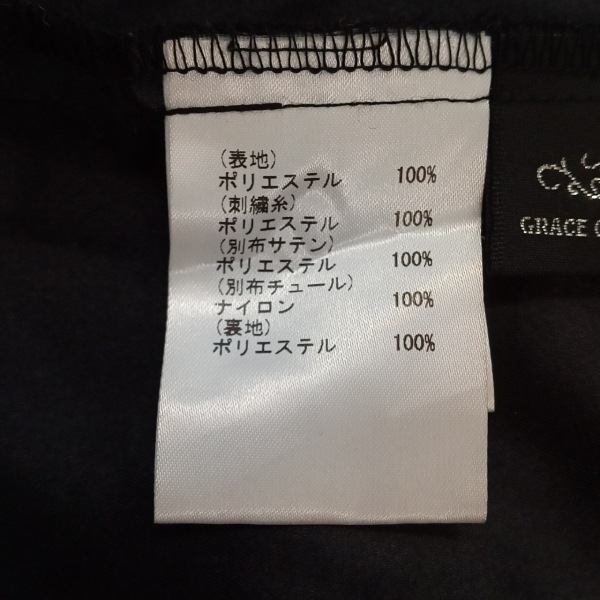 (表地)
ポリエステル 100%
(刺繍糸)
ポリエステル 100%
(別布サテン)
ポリエステル 100%
(別布チュール)
ナイロン 100%
(裏地)
ポリエステル 100%
GRACE